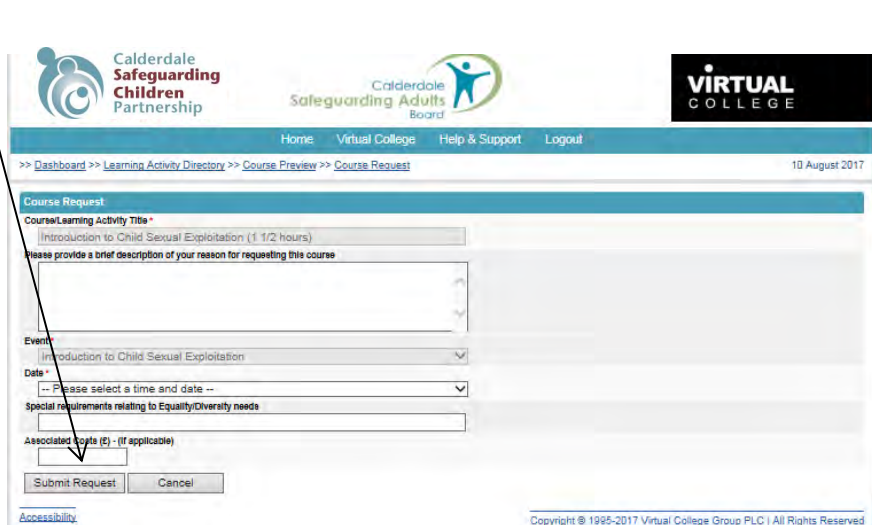 Calderdale
Safeguarding
Children
Partnership
Calderdale
Safeguarding Adults
Board
VIRTUAL
COLLEGE
Home Virtual College Help & Support Logout
>> Dashboard >> Learning Activity Directory >> Course Preview >> Course Request 10 August 2017
Course Request
Course/Learning Activity Title *
Introduction to Child Sexual Exploitation (1 1/2 hours)
Please provide a brief description of your reason for requesting this course
Event *
Introduction to Child Sexual Exploitation
Date *
-- Please select a time and date --
Special requirements relating to Equality/Diversity needs
Associated Costs (£) - (if applicable)
Submit Request Cancel
Accessibility Copyright © 1995-2017 Virtual College Group PLC | All Rights Reserved